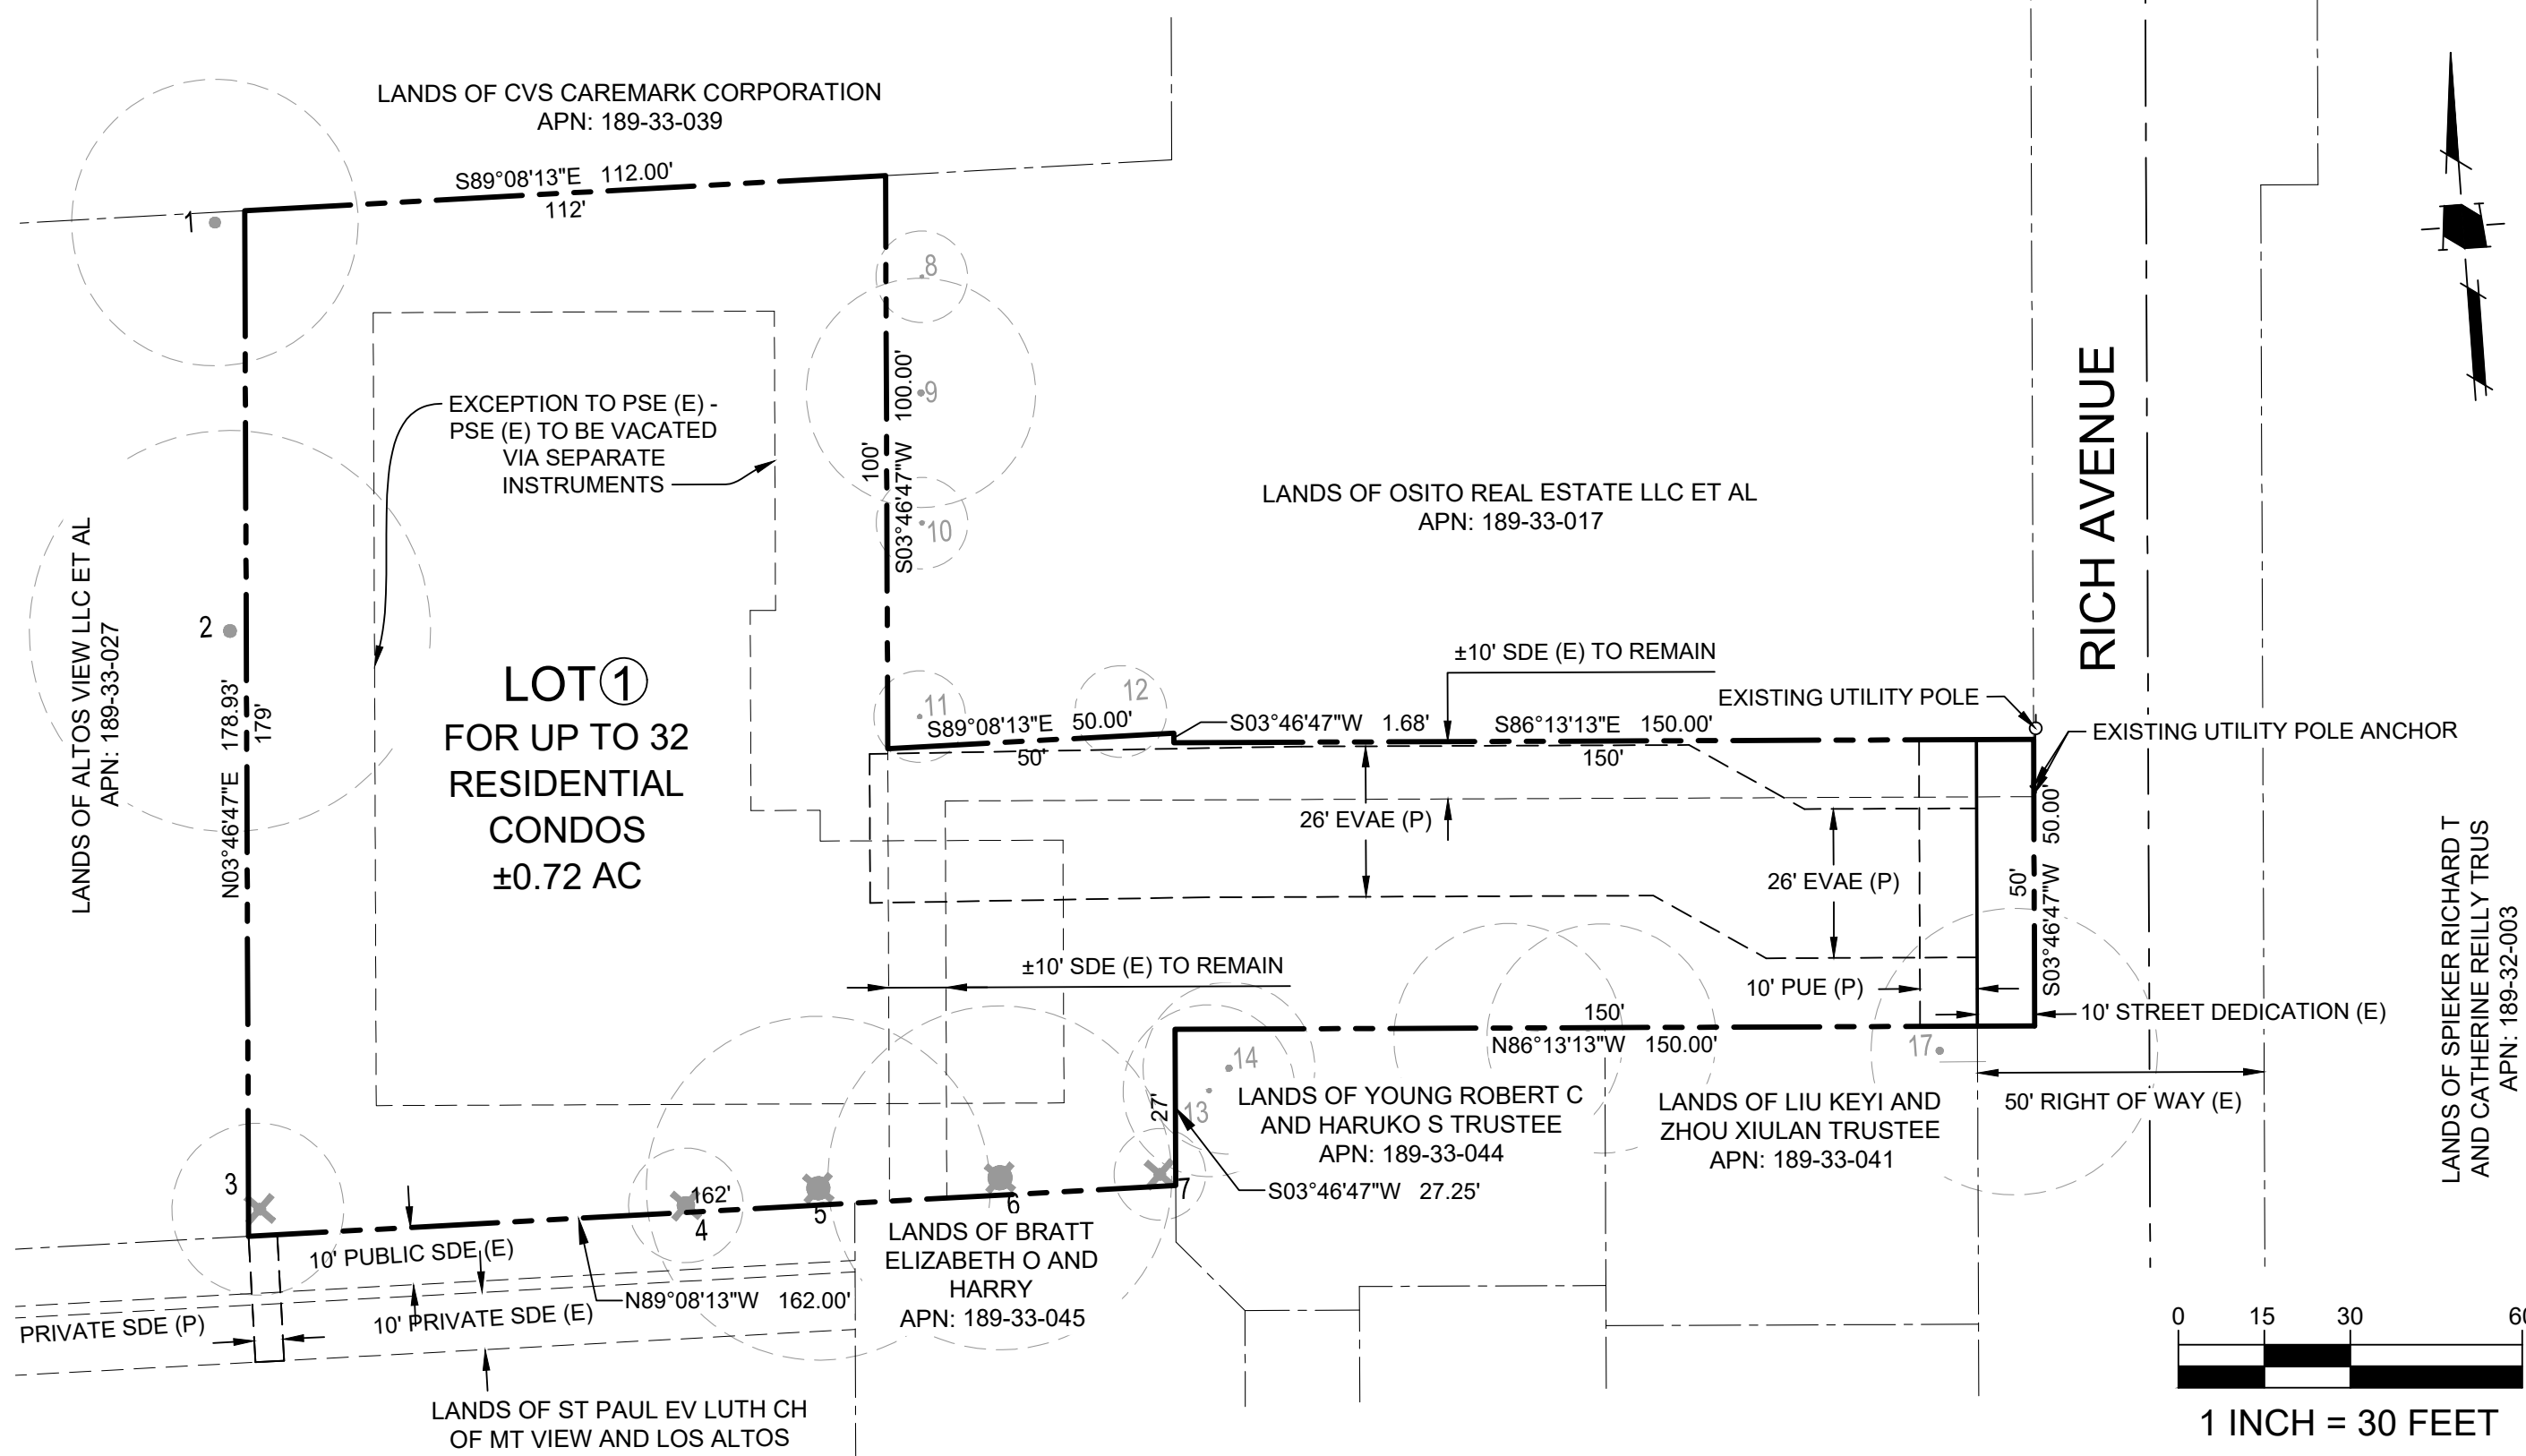 LANDS OF CVS CAREMARK CORPORATION
APN: 189-33-039
S89°08'13"E 112.00'
112'
1
8
9
10
S03°46'47"W 100.00'
100'
EXCEPTION TO PSE (E) -
PSE (E) TO BE VACATED
VIA SEPARATE
INSTRUMENTS
LANDS OF ALTOS VIEW LLC ET AL
APN: 189-33-027
2
N03°46'47"E 178.93'
179'
LOT 1
FOR UP TO 32
RESIDENTIAL
CONDOS
±0.72 AC
LANDS OF OSITO REAL ESTATE LLC ET AL
APN: 189-33-017
RICH AVENUE
±10' SDE (E) TO REMAIN
EXISTING UTILITY POLE
EXISTING UTILITY POLE ANCHOR
11
12
S89°08'13"E 50.00'
50'
S03°46'47"W 1.68'
S86°13'13"E 150.00'
150'
26' EVAE (P)
26' EVAE (P)
50'
S03°46'47"W 50.00'
LANDS OF SPIEKER RICHARD T
AND CATHERINE REILLY TRUS
APN: 189-32-003
±10' SDE (E) TO REMAIN
10' PUE (P)
10' STREET DEDICATION (E)
150'
N86°13'13"W 150.00'
17
14
13
27'
LANDS OF YOUNG ROBERT C
AND HARUKO S TRUSTEE
APN: 189-33-044
LANDS OF LIU KEYI AND
ZHOU XIULAN TRUSTEE
APN: 189-33-041
50' RIGHT OF WAY (E)
S03°46'47"W 27.25'
3
4
5
6
7
162'
10' PUBLIC SDE (E)
N89°08'13"W 162.00'
10' PRIVATE SDE (E)
PRIVATE SDE (P)
LANDS OF BRATT
ELIZABETH O AND
HARRY
APN: 189-33-045
LANDS OF ST PAUL EV LUTH CH
OF MT VIEW AND LOS ALTOS
0 15 30 60
1 INCH = 30 FEET